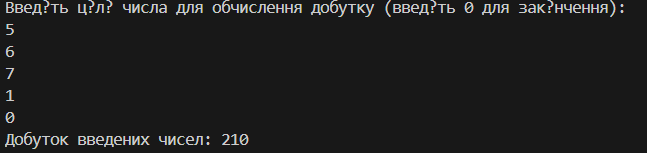 Введ?ть ц?л? числа для обчислення добутку (введ?ть 0 для зак?нчення):
5
6
7
1
0
Добуток введених чисел: 210